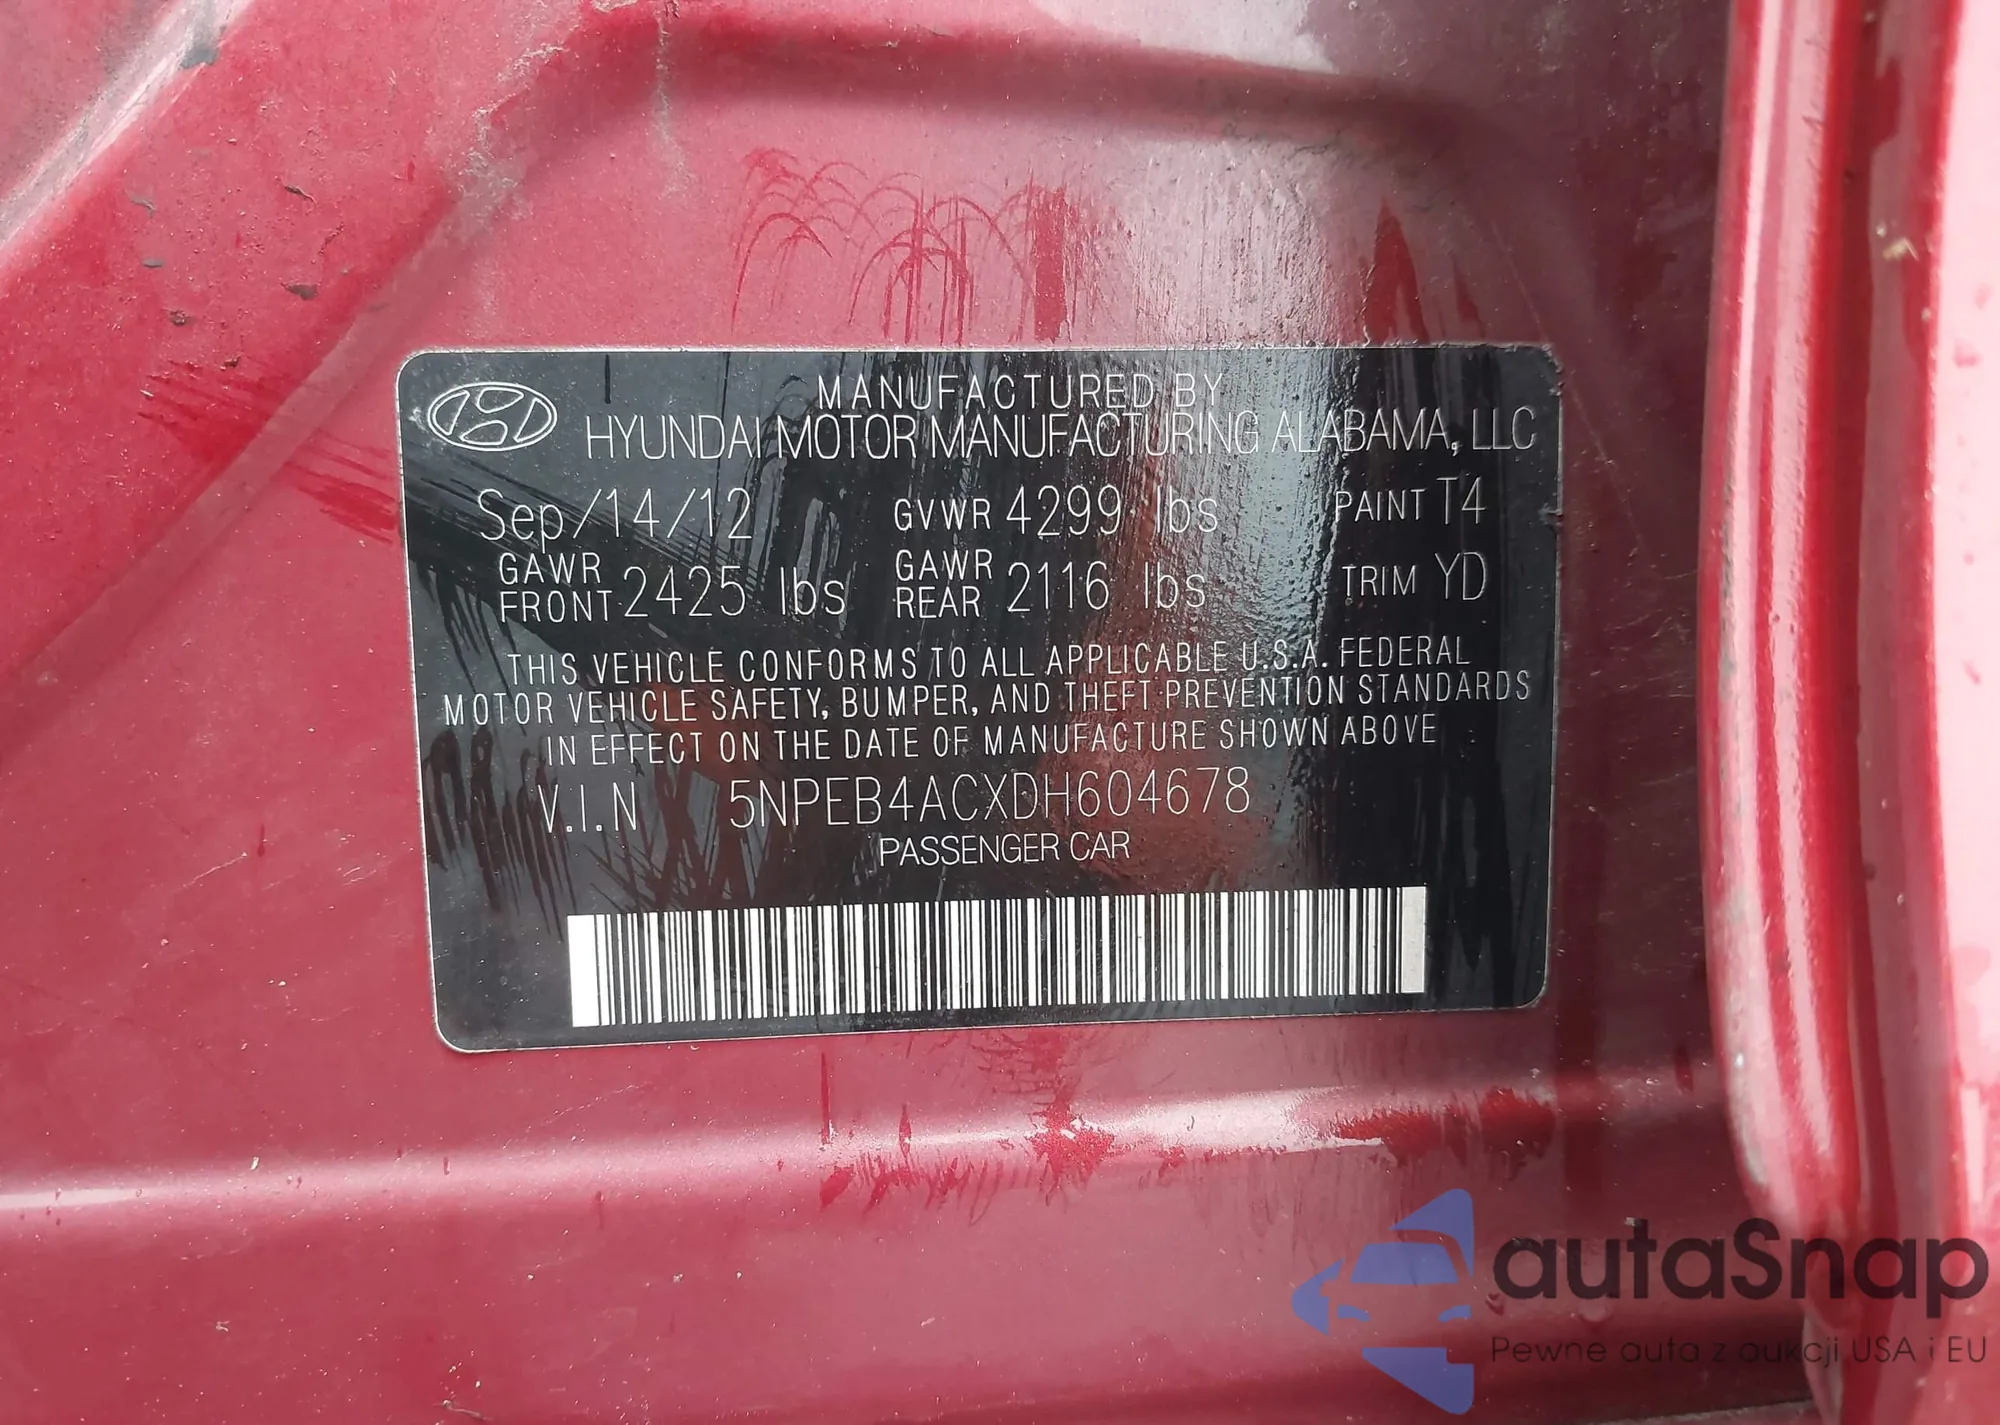 MANUFACTURED BY
HYUNDAI MOTOR MANUFACTURING ALABAMA, LLC
Sep/14/12 GVWR 4299 lbs PAINT T4
GAWR FRONT 2425 lbs GAWR REAR 2116 lbs TRIM YD
THIS VEHICLE CONFORMS TO ALL APPLICABLE U.S.A. FEDERAL
MOTOR VEHICLE SAFETY, BUMPER, AND THEFT PREVENTION STANDARDS
IN EFFECT ON THE DATE OF MANUFACTURE SHOWN ABOVE
V.I.N 5NPEB4ACXDH604678
PASSENGER CAR
autaSnap
Pewne auta z aukcji USA i EU